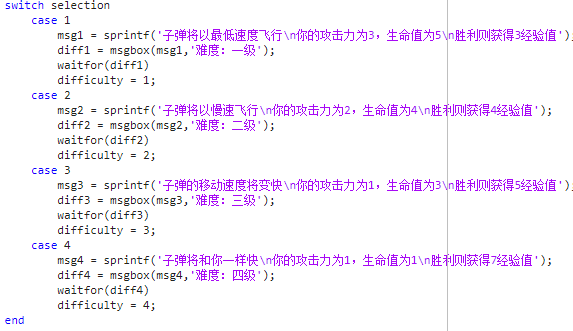 switch selection
    case 1
        msg1 = sprintf('子弹将以最低速度飞行\n你的攻击力为3，生命值为5\n胜利则获得3经验值');
        diff1 = msgbox(msg1,'难度：一级');
        waitfor(diff1)
        difficulty = 1;
    case 2
        msg2 = sprintf('子弹将以慢速飞行\n你的攻击力为2，生命值为4\n胜利则获得4经验值');
        diff2 = msgbox(msg2,'难度：二级');
        waitfor(diff2)
        difficulty = 2;
    case 3
        msg3 = sprintf('子弹的移动速度将变快\n你的攻击力为1，生命值为3\n胜利则获得5经验值');
        diff3 = msgbox(msg3,'难度：三级');
        waitfor(diff3)
        difficulty = 3;
    case 4
        msg4 = sprintf('子弹将和你一样快\n你的攻击力为1，生命值为1\n胜利则获得7经验值');
        diff4 = msgbox(msg4,'难度：四级');
        waitfor(diff4)
        difficulty = 4;
end